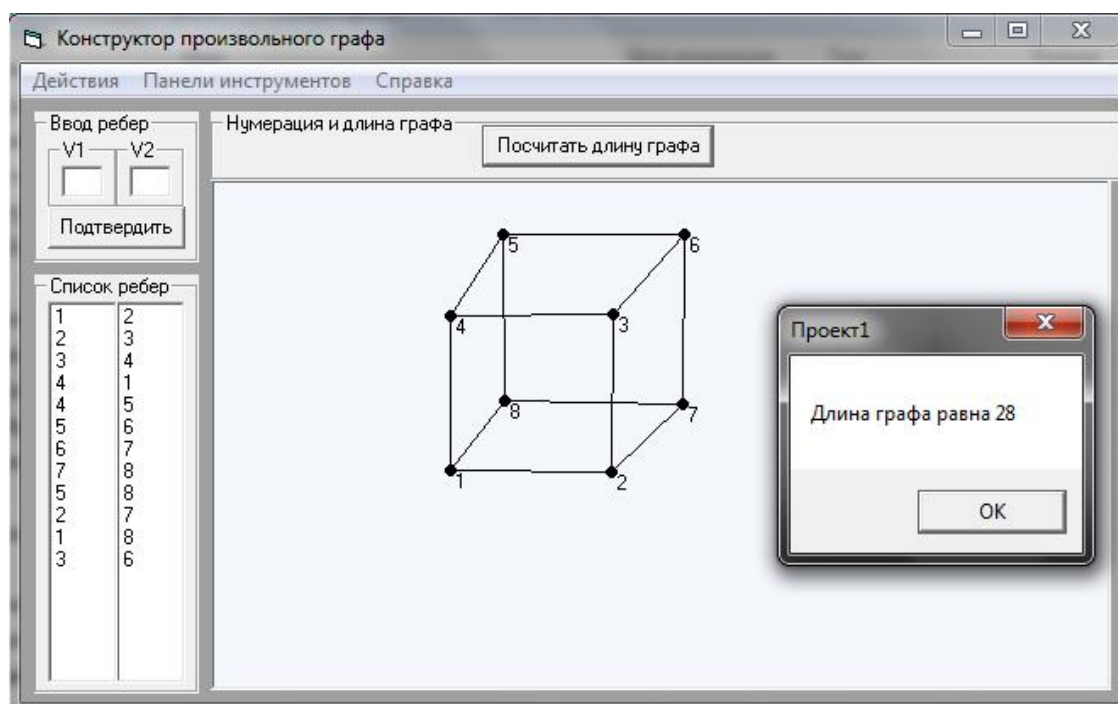 Конструктор произвольного графа
Действия Панели инструментов Справка
Ввод ребер
V1 V2
Подтвердить
Нумерация и длина графа
Посчитать длину графа
Список ребер
1 2
2 3
3 4
4 1
4 5
5 6
6 7
7 8
5 8
2 7
1 8
3 6
5 6
4 3
8 7
1 2
Проект1
Длина графа равна 28
OK